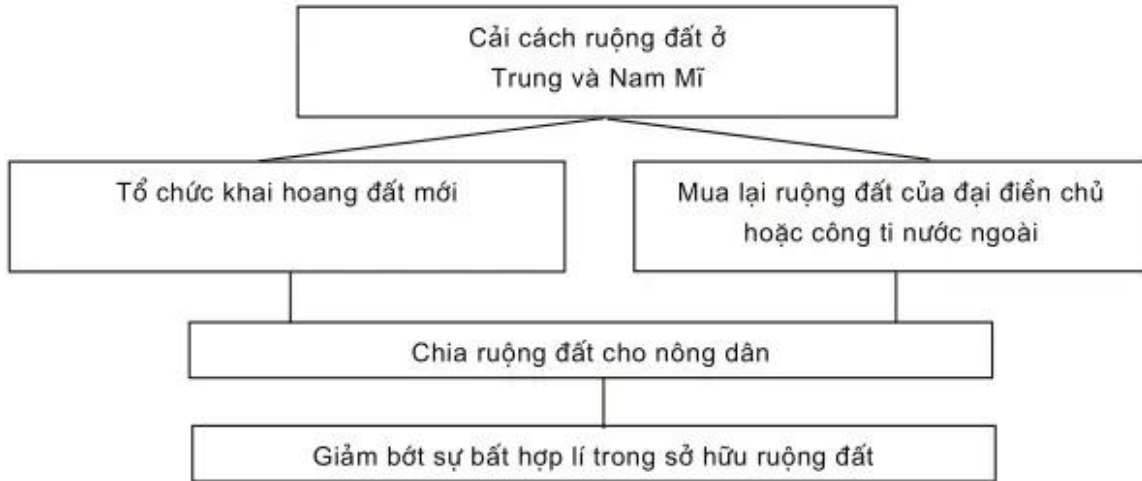 Cải cách ruộng đất ở
Trung và Nam Mĩ
Tổ chức khai hoang đất mới
Mua lại ruộng đất của đại điền chủ
hoặc công ti nước ngoài
Chia ruộng đất cho nông dân
Giảm bớt sự bất hợp lí trong sở hữu ruộng đất